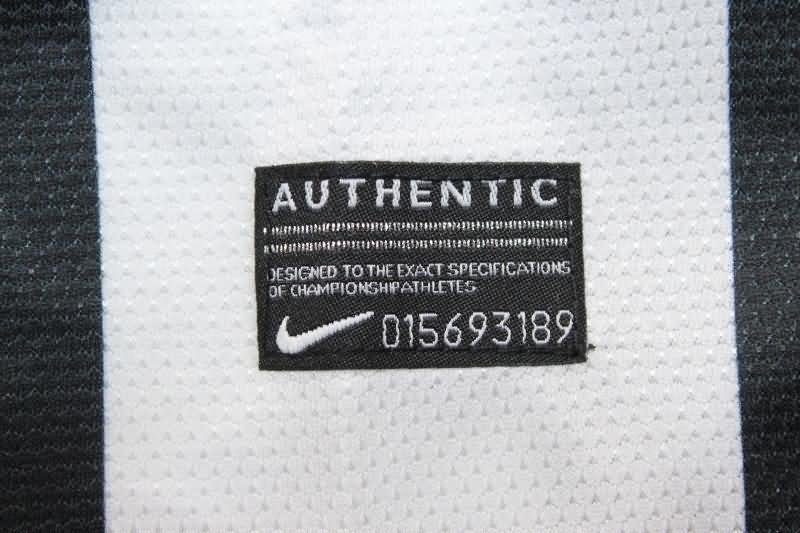 AUTHENTIC
DESIGNED TO THE EXACT SPECIFICATIONS
OF CHAMPIONSHIPATHLETES
015693189